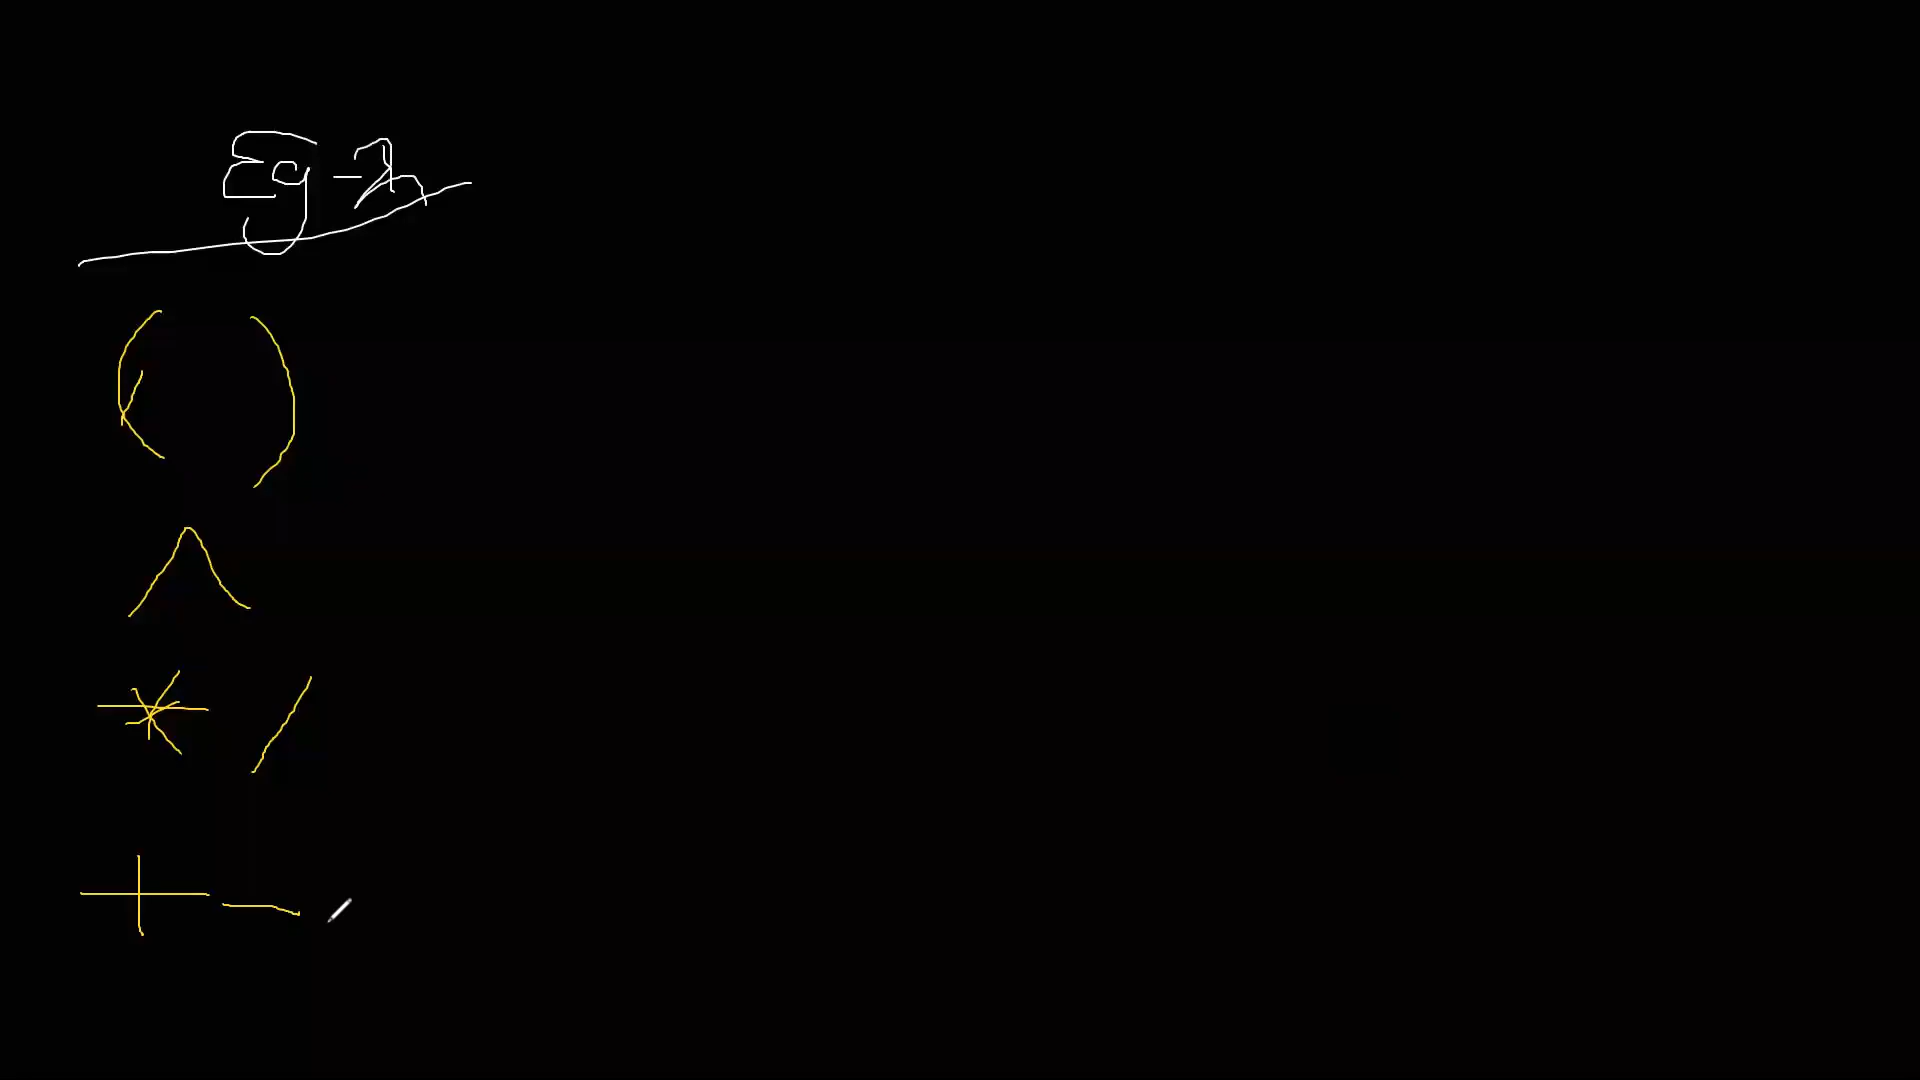 Eg-2
( )
^
* /
+ -